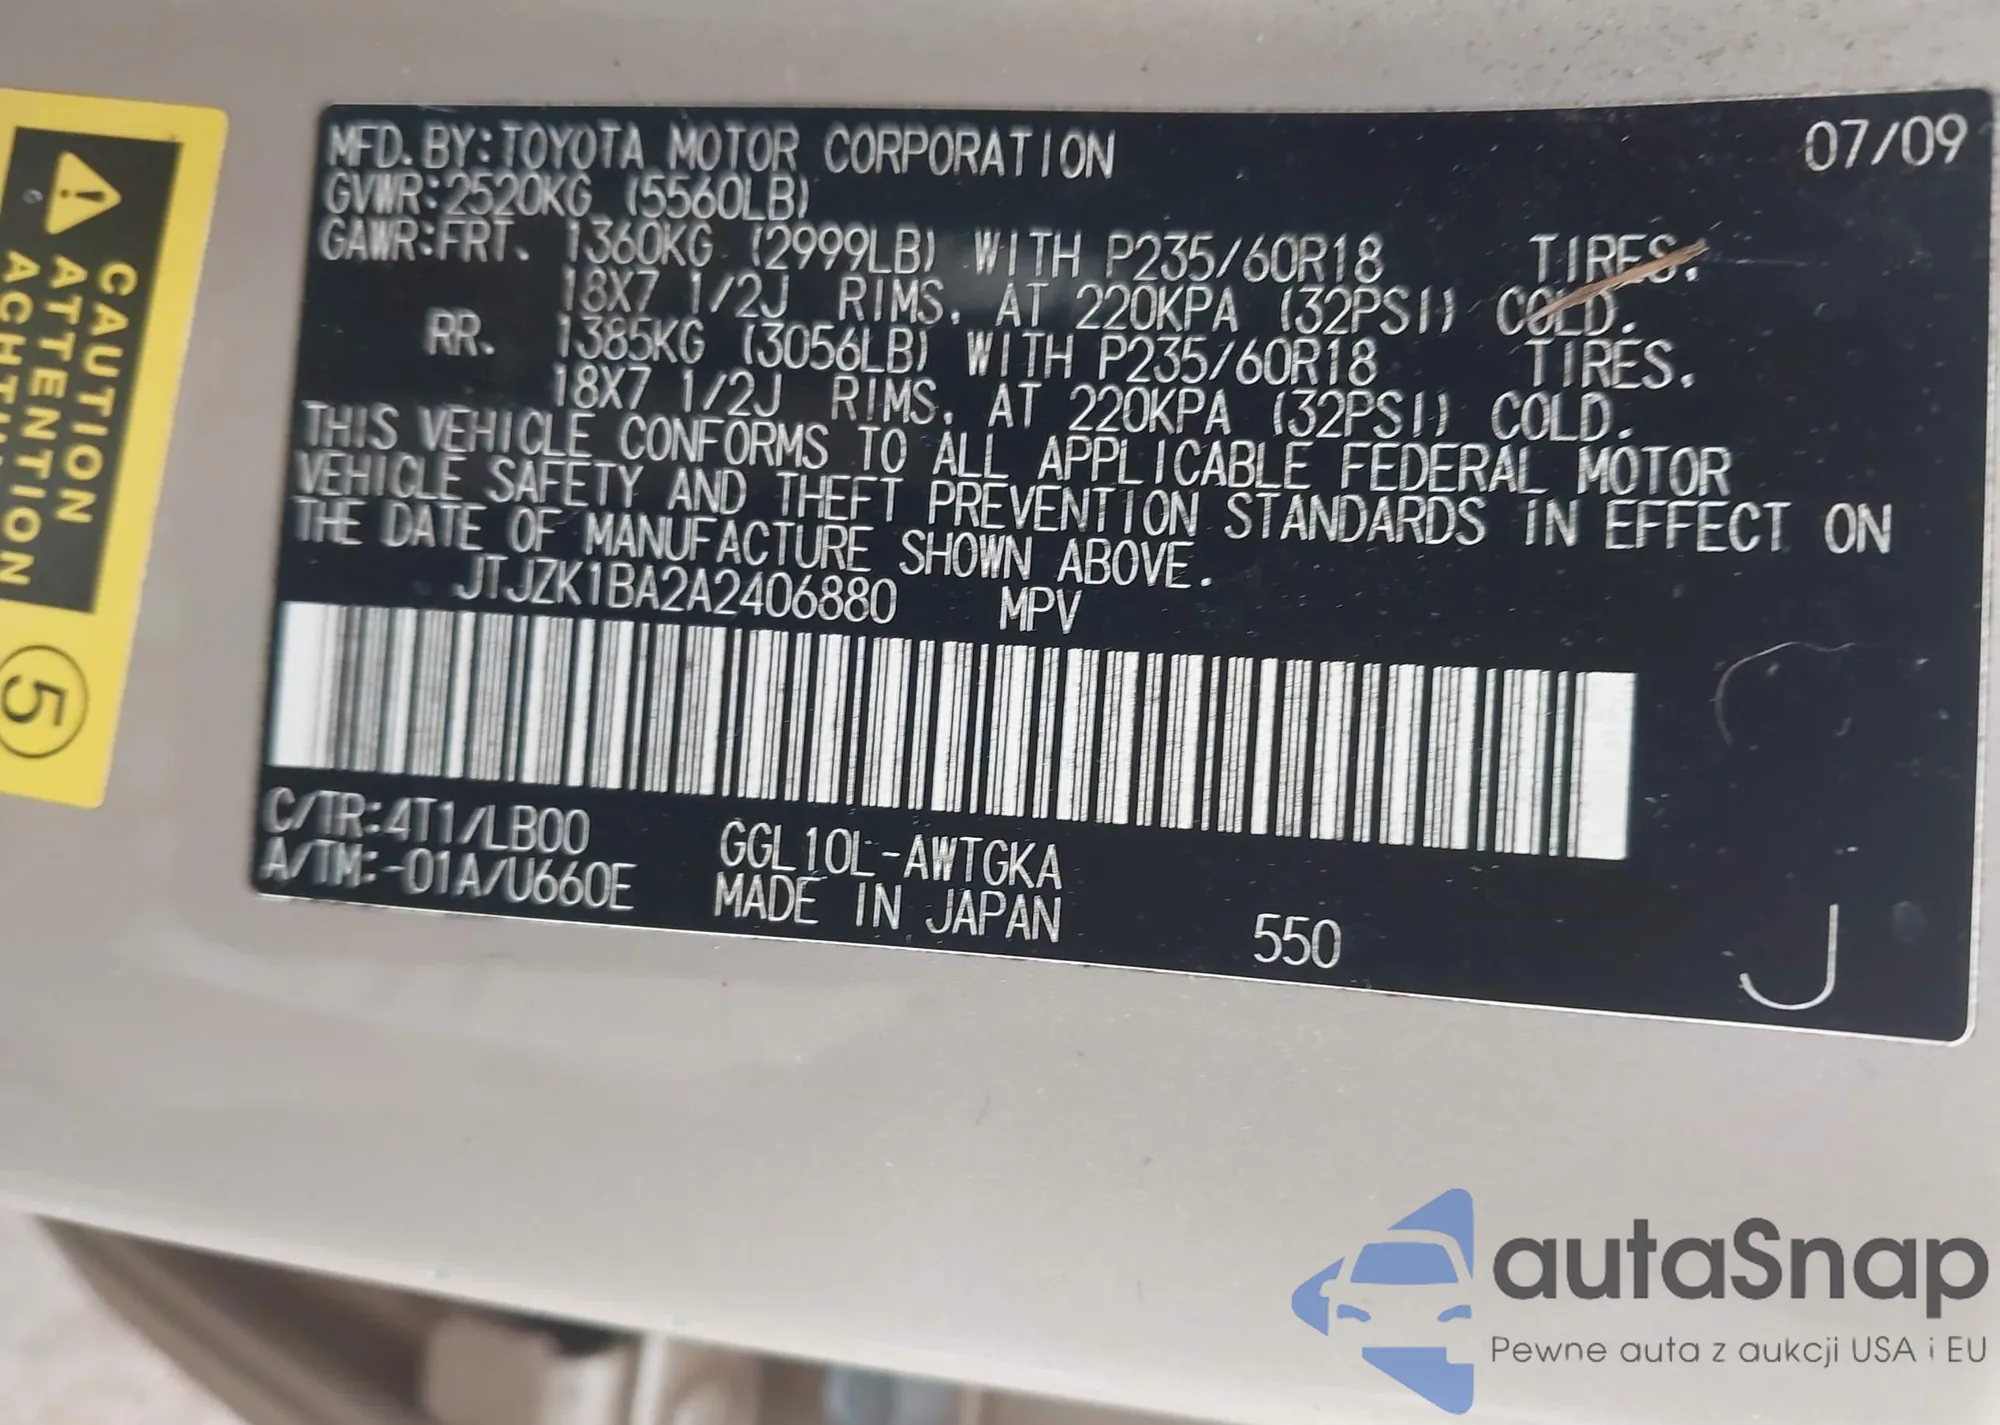 MFD. BY: TOYOTA MOTOR CORPORATION 07/09
GVWR: 2520KG (5560LB)
GAWR: FRT. 1360KG (2999LB) WITH P235/60R18 TIRES.
18X7 1/2J RIMS. AT 220KPA (32PSI) COLD.
RR. 1385KG (3056LB) WITH P235/60R18 TIRES.
18X7 1/2J RIMS. AT 220KPA (32PSI) COLD.
THIS VEHICLE CONFORMS TO ALL APPLICABLE FEDERAL MOTOR
VEHICLE SAFETY AND THEFT PREVENTION STANDARDS IN EFFECT ON
THE DATE OF MANUFACTURE SHOWN ABOVE.
JTJZK1BA2A2406880 MPV
C/TR: 4T1/LB00
A/TM: -01A/U660E
GGL10L-AWTGKA
MADE IN JAPAN
550
J
CAUTION
ATTENTION
5
autaSnap
Pewne auta z aukcji USA i EU